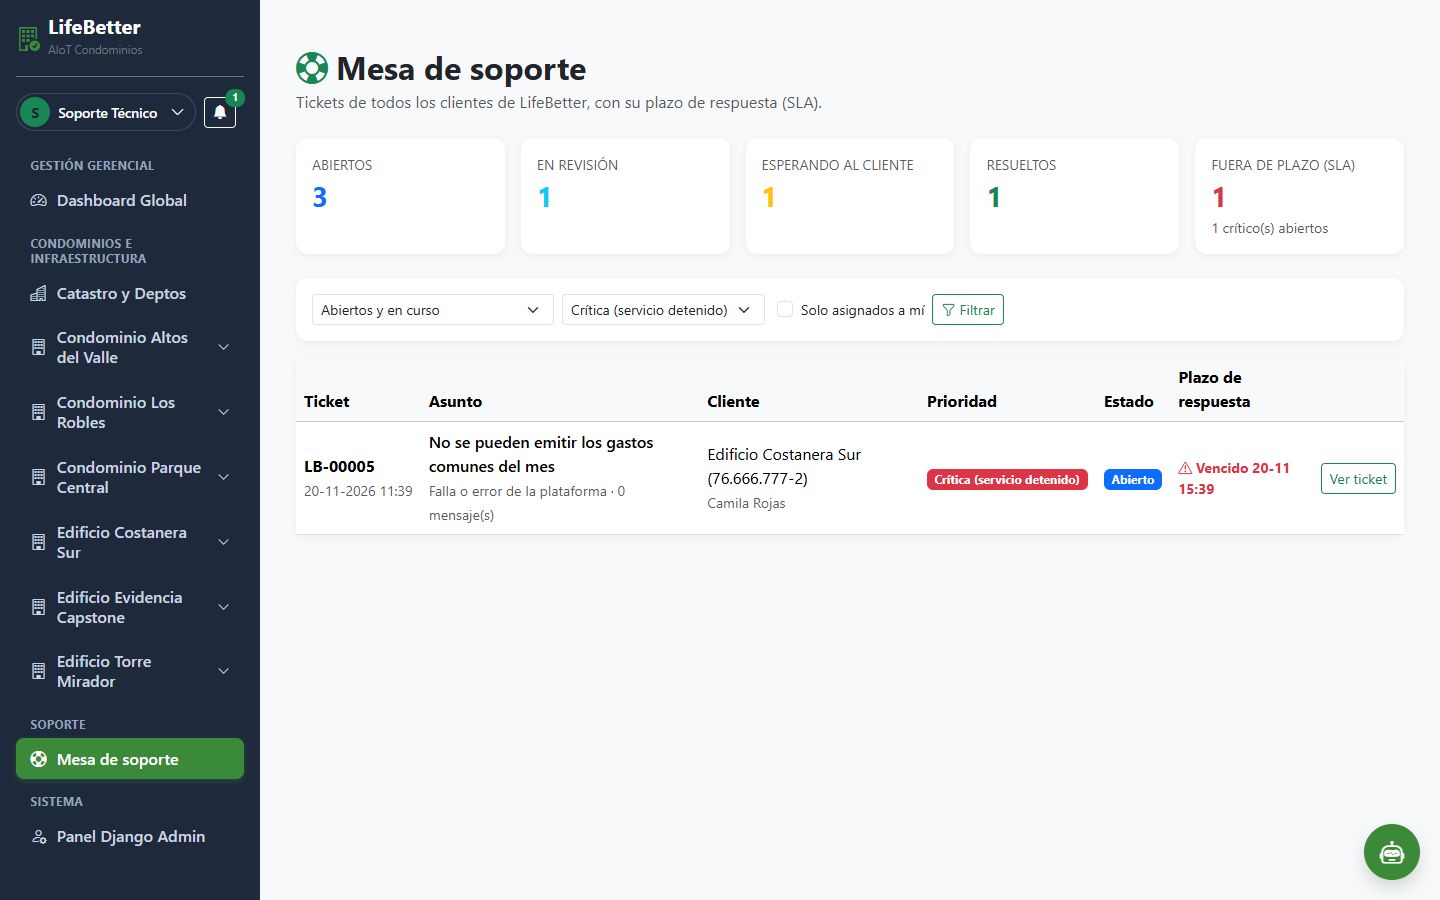 LifeBetter
AIoT Condominios
S
Soporte Técnico
1
GESTIÓN GERENCIAL
Dashboard Global
CONDOMINIOS E
INFRAESTRUCTURA
Catastro y Deptos
Condominio Altos
del Valle
Condominio Los
Robles
Condominio Parque
Central
Edificio Costanera
Sur
Edificio Evidencia
Capstone
Edificio Torre
Mirador
SOPORTE
Mesa de soporte
SISTEMA
Panel Django Admin
Mesa de soporte
Tickets de todos los clientes de LifeBetter, con su plazo de respuesta (SLA).
ABIERTOS
3
EN REVISIÓN
1
ESPERANDO AL CLIENTE
1
RESUELTOS
1
FUERA DE PLAZO (SLA)
1
1 crítico(s) abiertos
Abiertos y en curso
Crítica (servicio detenido)
Solo asignados a mí
Filtrar
Ticket
Asunto
Cliente
Prioridad
Estado
Plazo de
respuesta
LB-00005
20-11-2026 11:39
No se pueden emitir los gastos
comunes del mes
Falla o error de la plataforma · 0
mensaje(s)
Edificio Costanera Sur
(76.666.777-2)
Camila Rojas
Crítica (servicio detenido)
Abierto
Vencido 20-11
15:39
Ver ticket